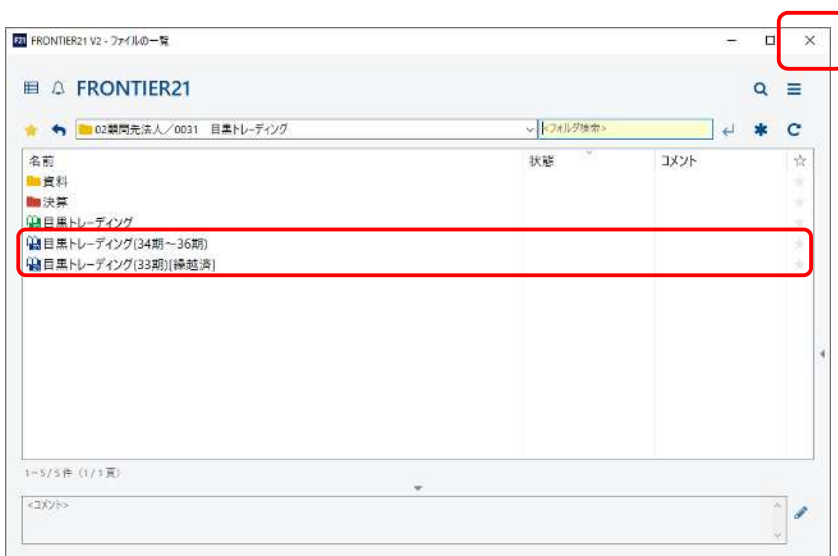 F21 FRONTIER21 V2 - ファイルの一覧
FRONTIER21
02顧問先法人／0031　目黒トレーディング <フォルダ検索>
名前 状態 コメント
資料
決算
目黒トレーディング
目黒トレーディング(34期～36期)
目黒トレーディング(33期)[繰越済]
1-5/5件 (1/1頁)
<コメント>